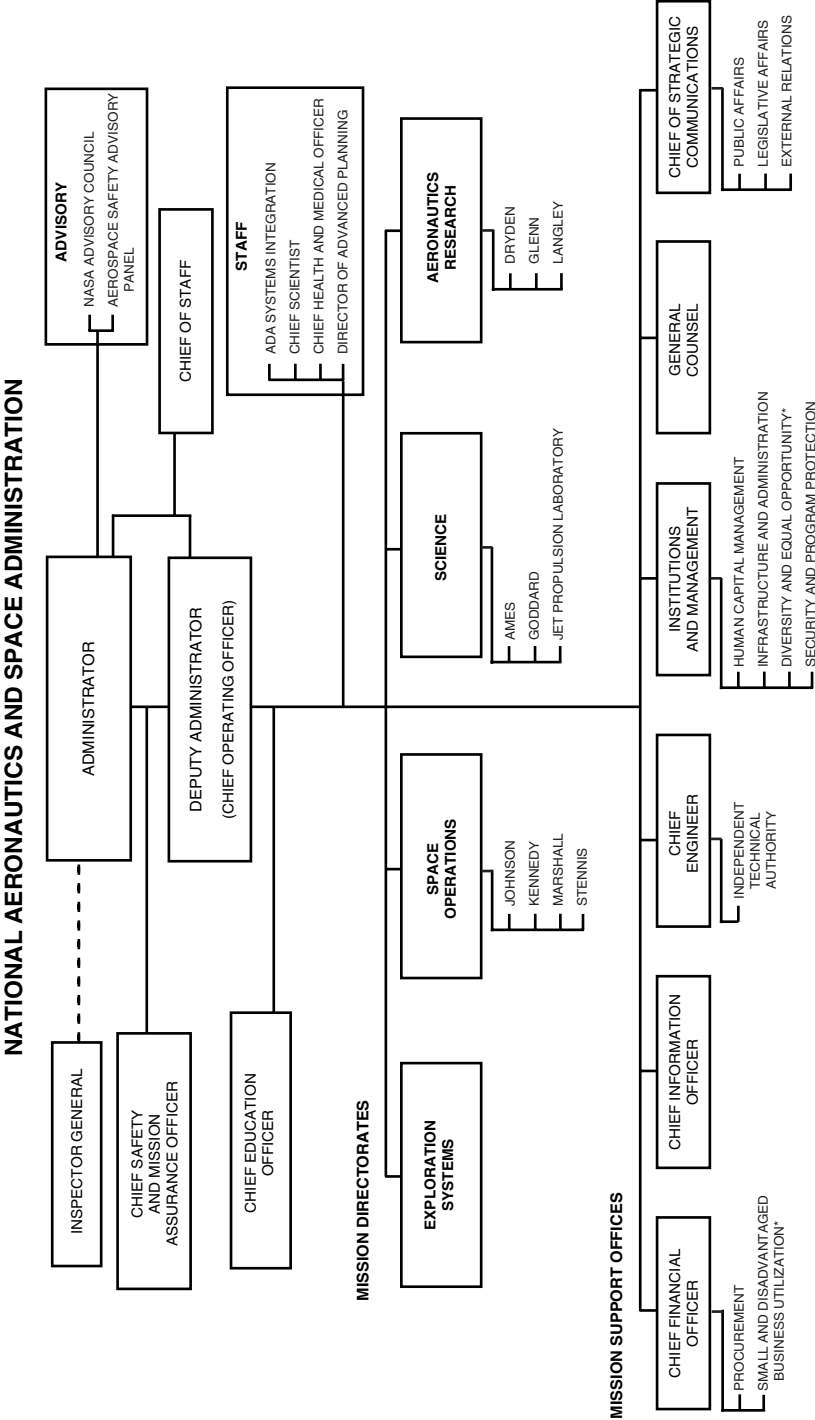 NATIONAL AERONAUTICS AND SPACE ADMINISTRATION
INSPECTOR GENERAL
ADMINISTRATOR
ADVISORY
NASA ADVISORY COUNCIL
AEROSPACE SAFETY ADVISORY
PANEL
CHIEF SAFETY
AND MISSION
ASSURANCE OFFICER
CHIEF OF STAFF
DEPUTY ADMINISTRATOR
(CHIEF OPERATING OFFICER)
CHIEF EDUCATION
OFFICER
STAFF
ADA SYSTEMS INTEGRATION
CHIEF SCIENTIST
CHIEF HEALTH AND MEDICAL OFFICER
DIRECTOR OF ADVANCED PLANNING
MISSION DIRECTORATES
EXPLORATION
SYSTEMS
SPACE
OPERATIONS
JOHNSON
KENNEDY
MARSHALL
STENNIS
SCIENCE
AMES
GODDARD
JET PROPULSION LABORATORY
AERONAUTICS
RESEARCH
DRYDEN
GLENN
LANGLEY
MISSION SUPPORT OFFICES
CHIEF FINANCIAL
OFFICER
PROCUREMENT
SMALL AND DISADVANTAGED
BUSINESS UTILIZATION*
CHIEF INFORMATION
OFFICER
CHIEF
ENGINEER
INDEPENDENT
TECHNICAL
AUTHORITY
INSTITUTIONS
AND MANAGEMENT
HUMAN CAPITAL MANAGEMENT
INFRASTRUCTURE AND ADMINISTRATION
DIVERSITY AND EQUAL OPPORTUNITY*
SECURITY AND PROGRAM PROTECTION
GENERAL
COUNSEL
CHIEF OF STRATEGIC
COMMUNICATIONS
PUBLIC AFFAIRS
LEGISLATIVE AFFAIRS
EXTERNAL RELATIONS